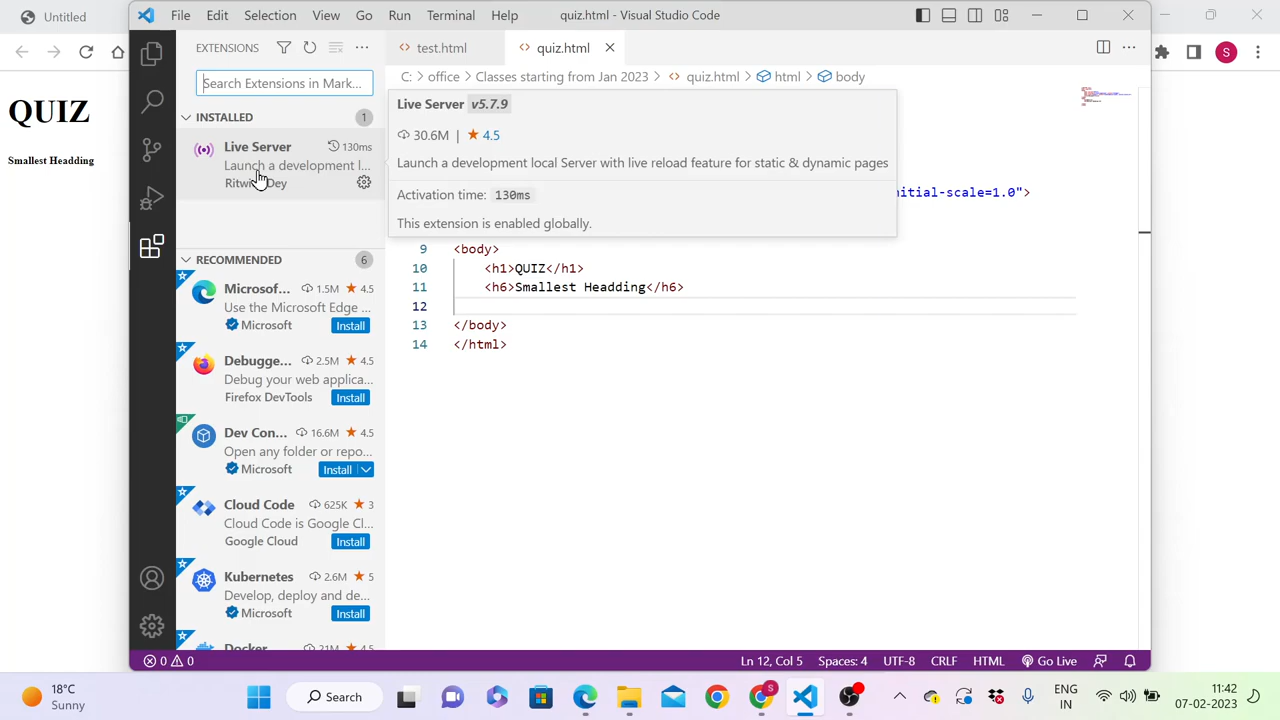 Untitled
File Edit Selection View Go Run Terminal Help quiz.html - Visual Studio Code
EXTENSIONS
test.html quiz.html
S
Search Extensions in Mark...
C: > office > Classes starting from Jan 2023 > quiz.html > html > body
QUIZ
Smallest Headding
INSTALLED 1
Live Server 130ms
Launch a development l...
Ritwi Dey
Live Server v5.7.9
30.6M | 4.5
Launch a development local Server with live reload feature for static & dynamic pages
Activation time: 130ms
This extension is enabled globally.
nitial-scale=1.0">
9 <body>
10 <h1>QUIZ</h1>
11 <h6>Smallest Headding</h6>
12
13 </body>
14 </html>
RECOMMENDED 6
Microsof... 1.5M 4.5
Use the Microsoft Edge
Microsoft Install
Debugge... 2.5M 4.5
Debug your web applica...
Firefox DevTools Install
Dev Con... 16.6M 4.5
Open any folder or repo...
Microsoft Install
Cloud Code 625K 3
Cloud Code is Google Cl...
Google Cloud Install
Kubernetes 2.6M 5
Develop, deploy and de...
Microsoft Install
Docker 21M 4.5
0 0 Ln 12, Col 5 Spaces: 4 UTF-8 CRLF HTML Go Live
18°C
Sunny
Search
S
ENG
IN
11:42
07-02-2023